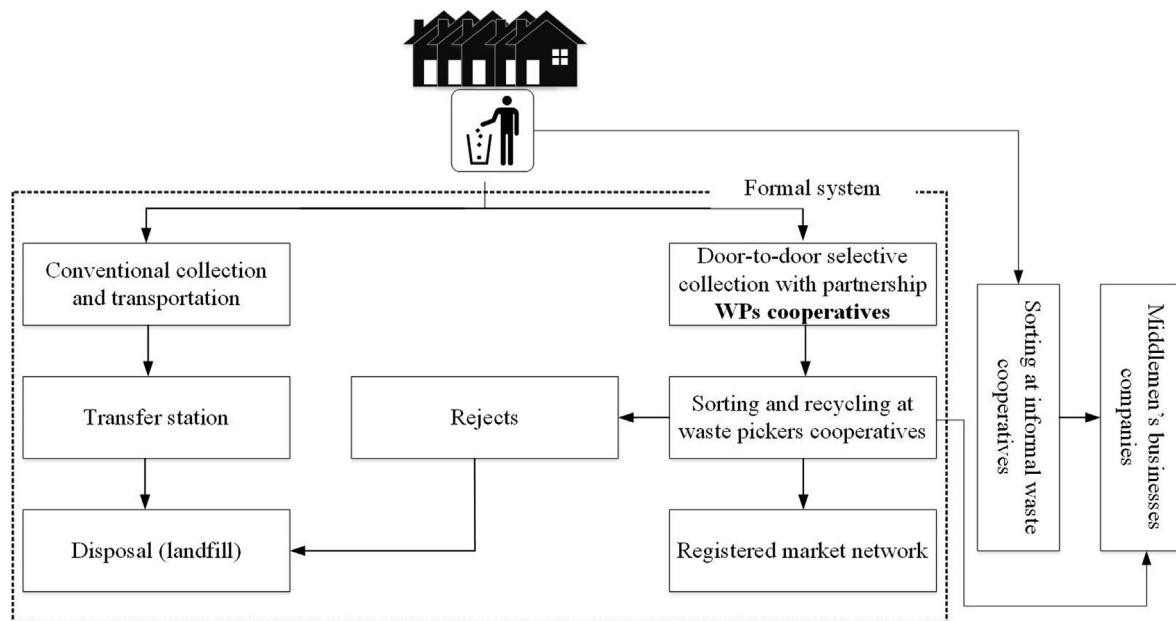 Formal system
Conventional collection
and transportation
Door-to-door selective
collection with partnership
WPs cooperatives
Transfer station
Rejects
Sorting and recycling at
waste pickers cooperatives
Disposal (landfill)
Registered market network
Sorting at informal waste
cooperatives
Middlemen’s businesses
companies